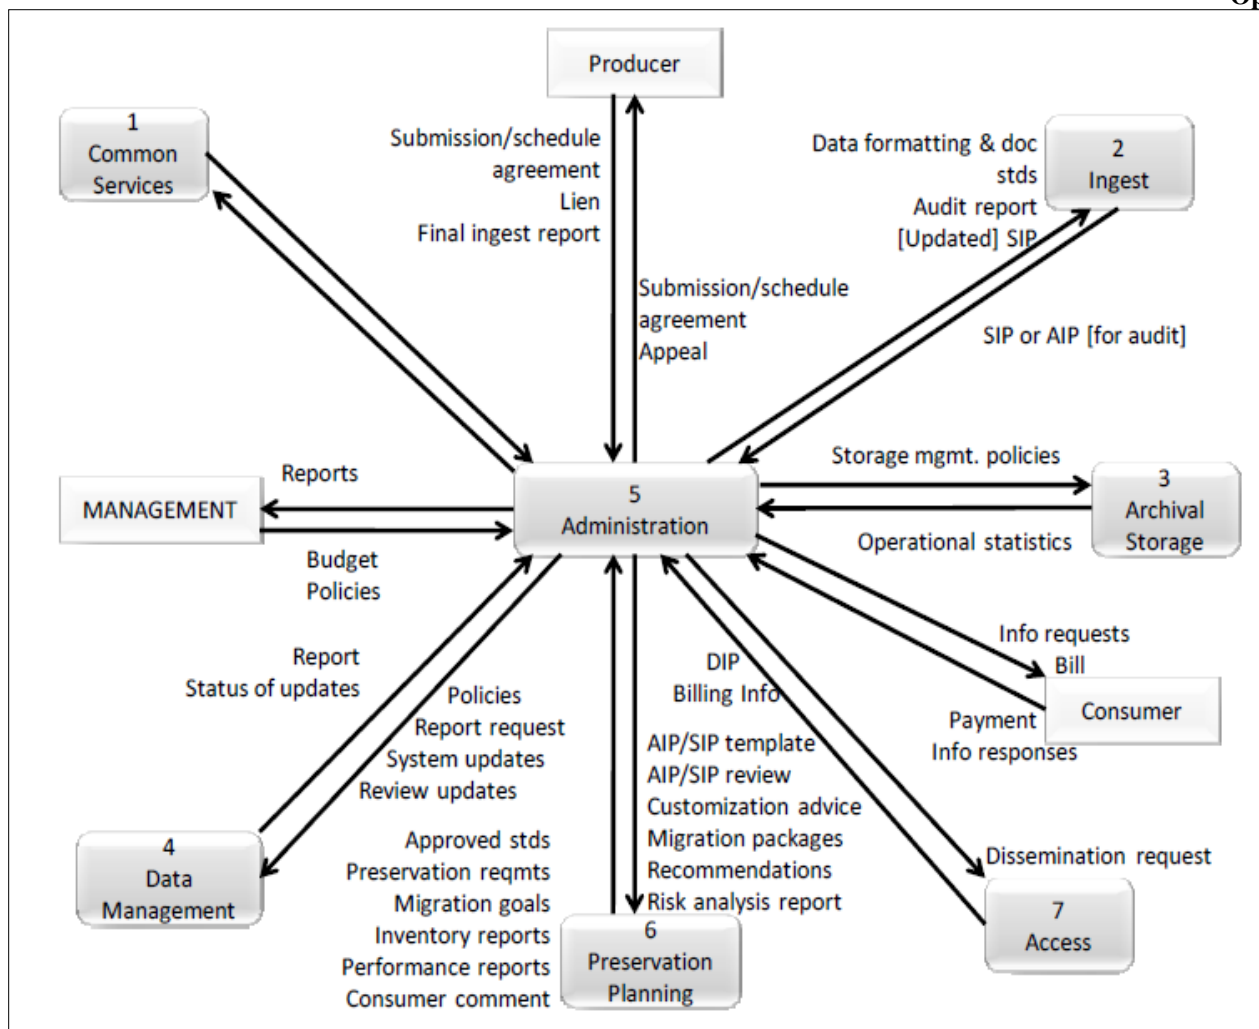 Producer
1
Common
Services
Submission/schedule
agreement
Lien
Final ingest report
Data formatting & doc
stds
Audit report
[Updated] SIP
2
Ingest
Submission/schedule
agreement
Appeal
SIP or AIP [for audit]
Reports
MANAGEMENT
Budget
Policies
5
Administration
Storage mgmt. policies
3
Archival
Storage
Operational statistics
Report
Status of updates
Policies
Report request
System updates
Review updates
DIP
Billing Info
Info requests
Bill
Consumer
Payment
Info responses
AIP/SIP template
AIP/SIP review
Customization advice
Migration packages
Recommendations
Risk analysis report
4
Data
Management
Approved stds
Preservation reqmts
Migration goals
Inventory reports
Performance reports
Consumer comment
6
Preservation
Planning
Dissemination request
7
Access